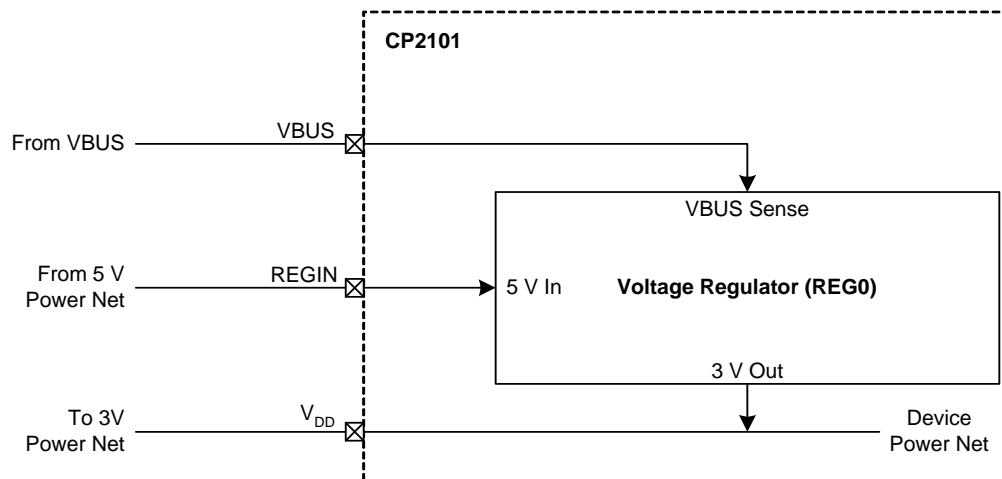 CP2101
From VBUS
VBUS
VBUS Sense
From 5 V
Power Net
REGIN
5 V In
Voltage Regulator (REG0)
3 V Out
To 3V
Power Net
VDD
Device
Power Net